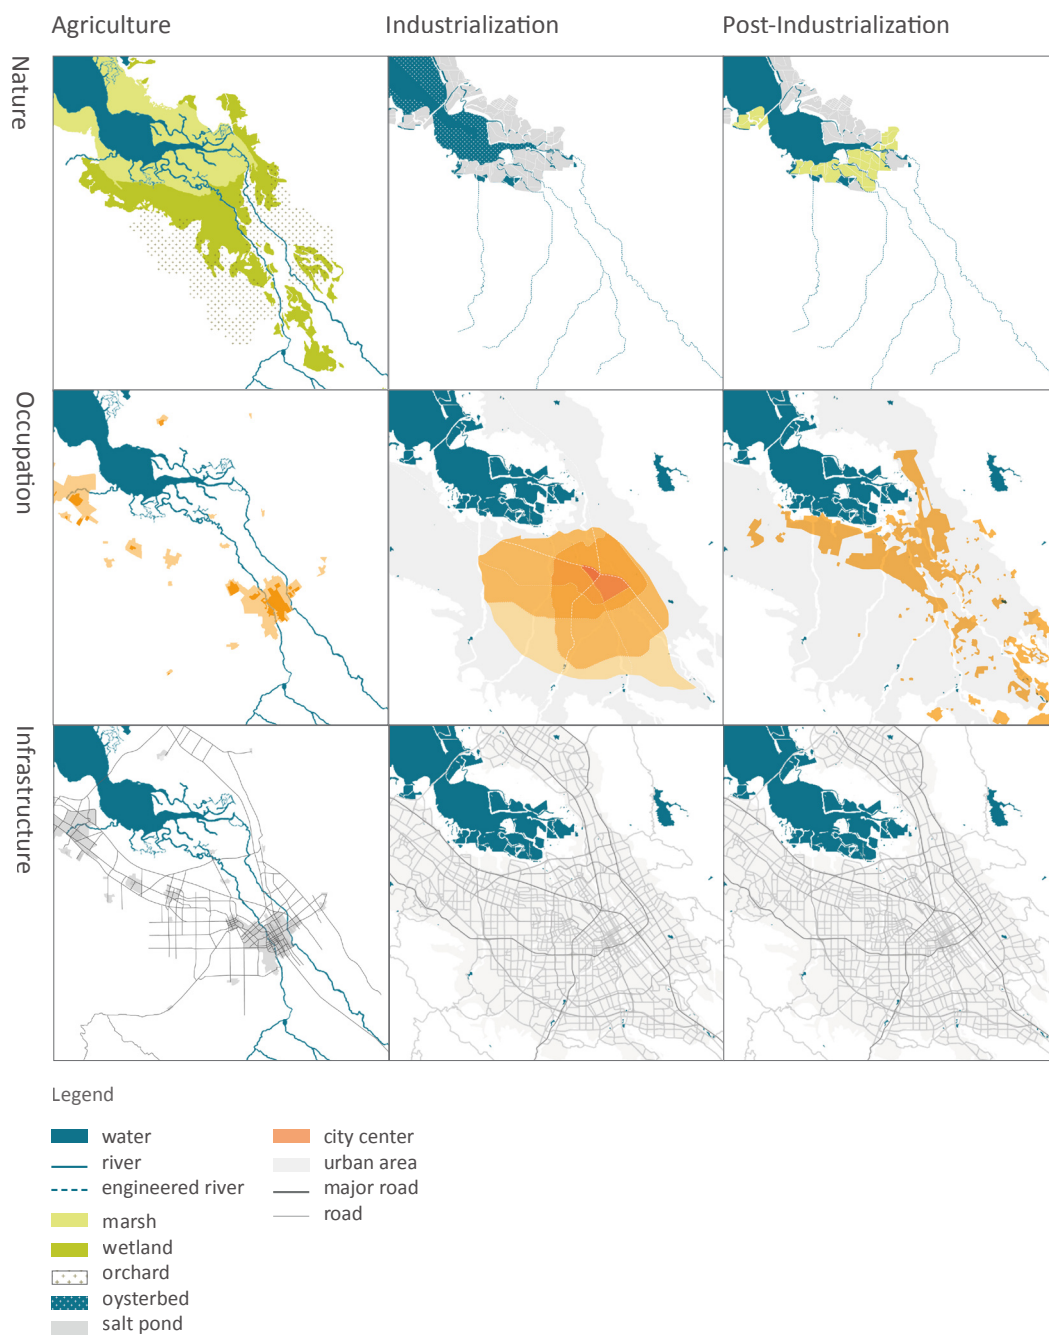 Agriculture
Industrialization
Post-Industrialization
Nature
Occupation
Infrastructure
Legend
water
river
engineered river
marsh
wetland
orchard
oysterbed
salt pond
city center
urban area
major road
road